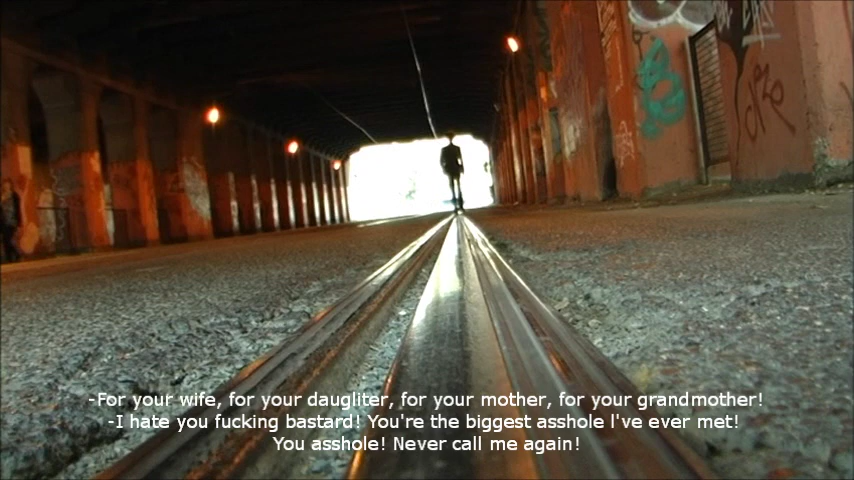 -For your wife, for your daugliter, for your mother, for your grandmother!
-I hate you fucking bastard! You're the biggest asshole I've ever met!
You asshole! Never call me again!